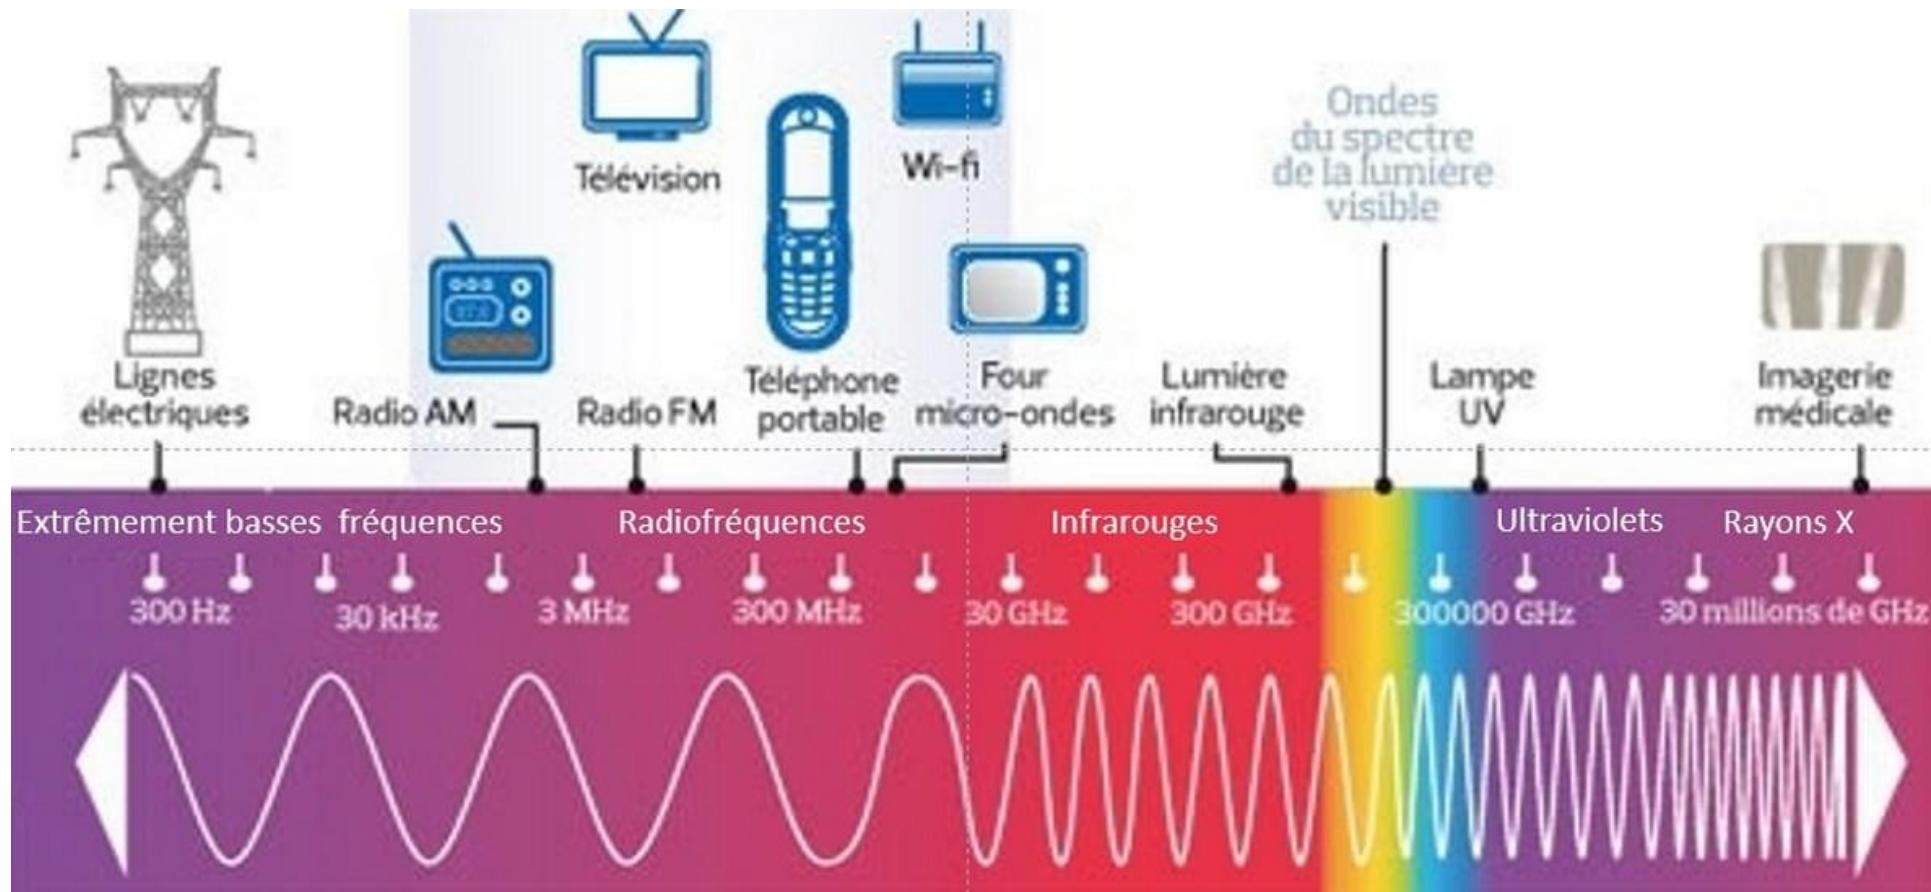 Télévision
Wi-fi
Ondes
du spectre
de la lumière
visible
Lignes
électriques
Radio AM
Radio FM
Téléphone
portable
Four
micro-ondes
Lumière
infrarouge
Lampe
UV
Imagerie
médicale
Extrêmement basses fréquences
Radiofréquences
Infrarouges
Ultraviolets
Rayons X
300 Hz
30 kHz
3 MHz
300 MHz
30 GHz
300 GHz
300000 GHz
30 millions de GHz